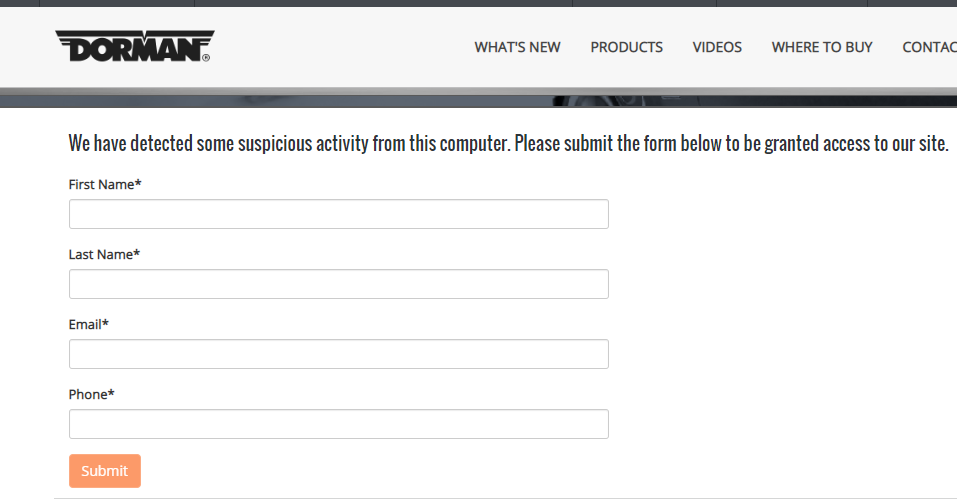 DORMAN®
WHAT'S NEW PRODUCTS VIDEOS WHERE TO BUY CONTAC
We have detected some suspicious activity from this computer. Please submit the form below to be granted access to our site.
First Name*
Last Name*
Email*
Phone*
Submit